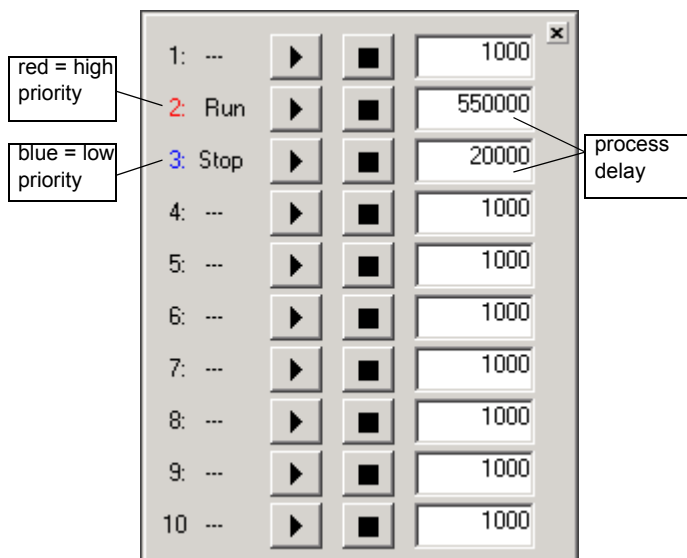 1: --- 1000
red = high
priority
2: Run 550000
blue = low
priority
3: Stop 20000
process
delay
4: --- 1000
5: --- 1000
6: --- 1000
7: --- 1000
8: --- 1000
9: --- 1000
10 --- 1000